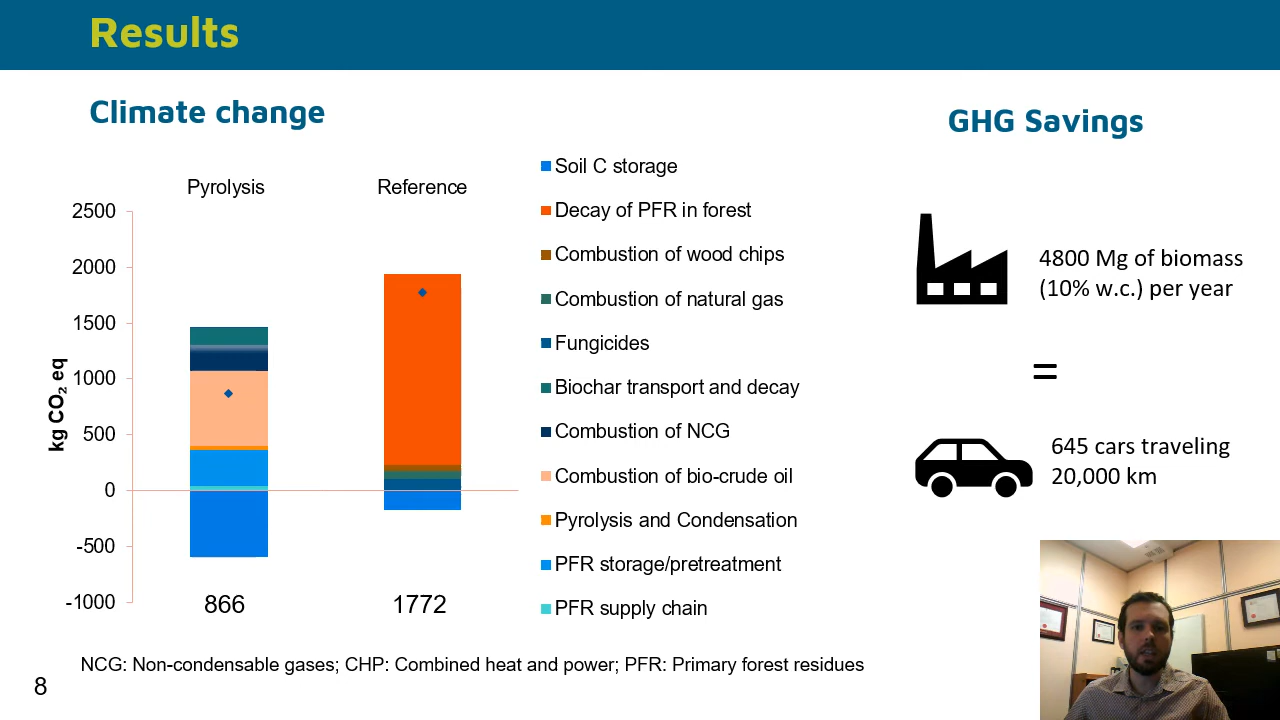 Results
Climate change
GHG Savings
Pyrolysis
Reference
2500
2000
1500
1000
500
0
-500
-1000
kg CO₂ eq
866
1772
Soil C storage
Decay of PFR in forest
Combustion of wood chips
Combustion of natural gas
Fungicides
Biochar transport and decay
Combustion of NCG
Combustion of bio-crude oil
Pyrolysis and Condensation
PFR storage/pretreatment
PFR supply chain
4800 Mg of biomass
(10% w.c.) per year
=
645 cars traveling
20,000 km
NCG: Non-condensable gases; CHP: Combined heat and power; PFR: Primary forest residues
8